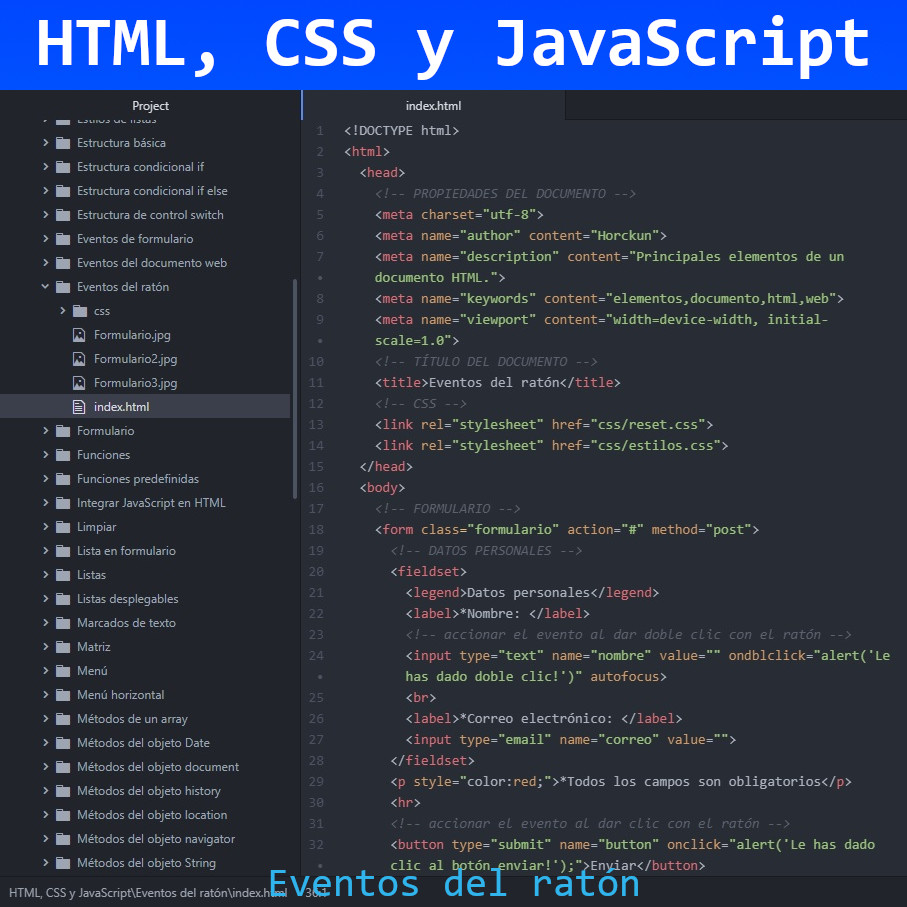 HTML, CSS y JavaScript
Project
index.html
Estilos de listas
Estructura básica
Estructura condicional if
Estructura condicional if else
Estructura de control switch
Eventos de formulario
Eventos del documento web
Eventos del ratón
css
Formulario.jpg
Formulario2.jpg
Formulario3.jpg
index.html
Formulario
Funciones
Funciones predefinidas
Integrar JavaScript en HTML
Limpiar
Lista en formulario
Listas
Listas desplegables
Marcados de texto
Matriz
Menú
Menú horizontal
Métodos de un array
Métodos del objeto Date
Métodos del objeto document
Métodos del objeto history
Métodos del objeto location
Métodos del objeto navigator
Métodos del objeto String
1 <!DOCTYPE html>
2 <html>
3 <head>
4 <!-- PROPIEDADES DEL DOCUMENTO -->
5 <meta charset="utf-8">
6 <meta name="author" content="Horckun">
7 <meta name="description" content="Principales elementos de un
• documento HTML.">
8 <meta name="keywords" content="elementos,documento,html,web">
9 <meta name="viewport" content="width=device-width, initial-
• scale=1.0">
10 <!-- TÍTULO DEL DOCUMENTO -->
11 <title>Eventos del ratón</title>
12 <!-- CSS -->
13 <link rel="stylesheet" href="css/reset.css">
14 <link rel="stylesheet" href="css/estilos.css">
15 </head>
16 <body>
17 <!-- FORMULARIO -->
18 <form class="formulario" action="#" method="post">
19 <!-- DATOS PERSONALES -->
20 <fieldset>
21 <legend>Datos personales</legend>
22 <label>*Nombre: </label>
23 <!-- accionar el evento al dar doble clic con el ratón -->
24 <input type="text" name="nombre" value="" ondblclick="alert('Le
• has dado doble clic!')" autofocus>
25 <br>
26 <label>*Correo electrónico: </label>
27 <input type="email" name="correo" value="">
28 </fieldset>
29 <p style="color:red;">*Todos los campos son obligatorios</p>
30 <hr>
31 <!-- accionar el evento al dar clic con el ratón -->
32 <button type="submit" name="button" onclick="alert('Le has dado
• clic al botón enviar!');">Enviar</button>
HTML, CSS y JavaScript\Eventos del ratón\index.html
Eventos del ratón